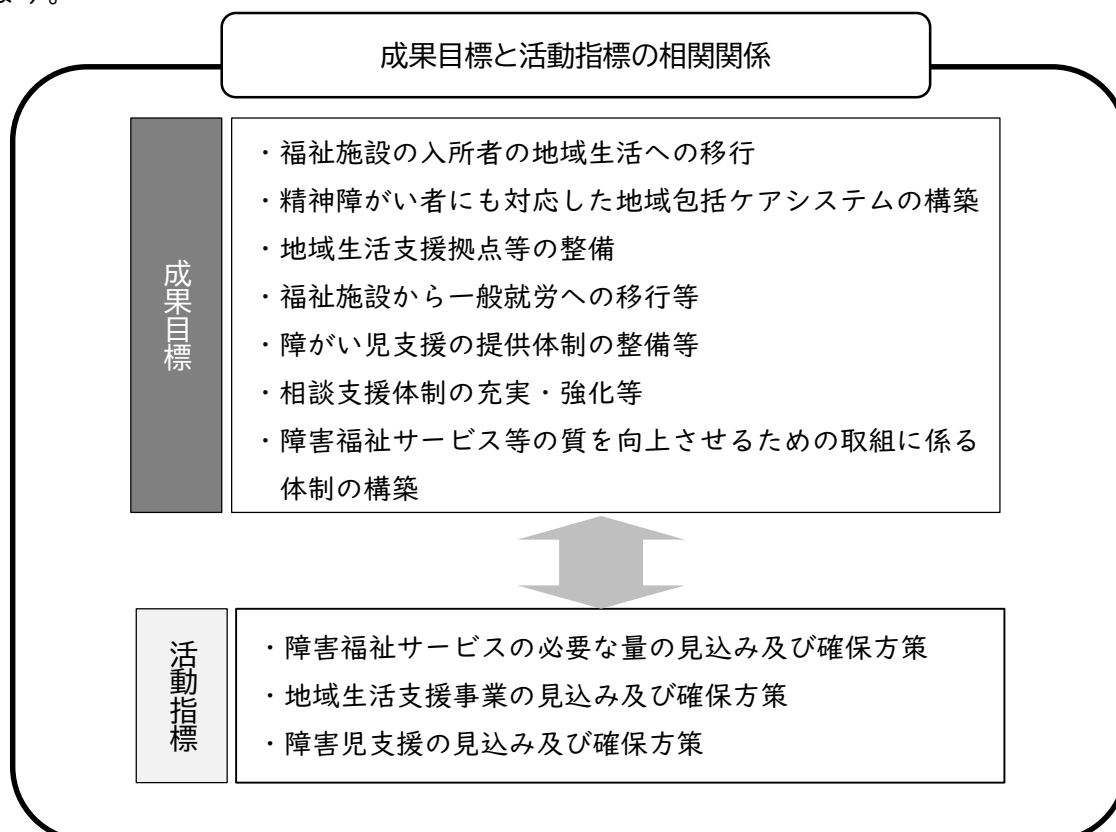 成果目標と活動指標の相関関係
成果目標
・福祉施設の入所者の地域生活への移行
・精神障がい者にも対応した地域包括ケアシステムの構築
・地域生活支援拠点等の整備
・福祉施設から一般就労への移行等
・障がい児支援の提供体制の整備等
・相談支援体制の充実・強化等
・障害福祉サービス等の質を向上させるための取組に係る
体制の構築
活動指標
・障害福祉サービスの必要な量の見込み及び確保方策
・地域生活支援事業の見込み及び確保方策
・障害児支援の見込み及び確保方策